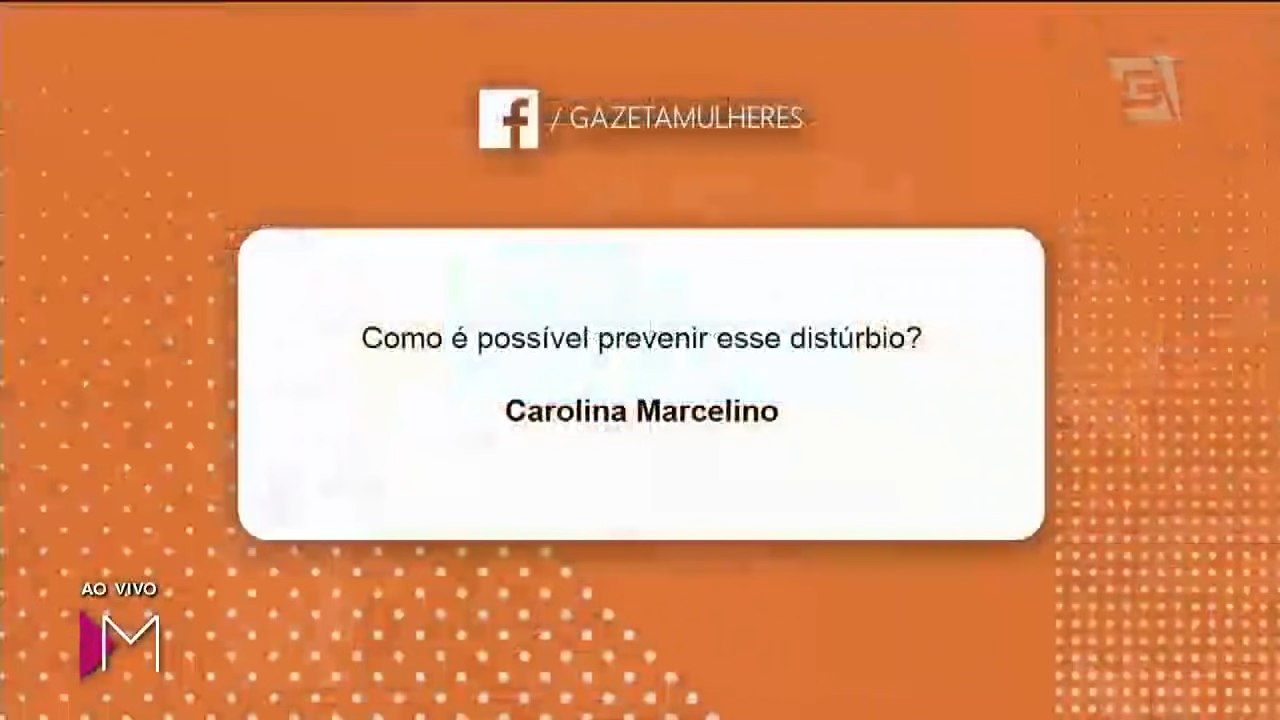 / GAZETAMULHERES
Como é possível prevenir esse distúrbio?
Carolina Marcelino
AO VIVO
M